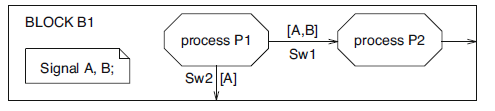 BLOCK B1
Signal A, B;
process P1
[A,B]
Sw1
process P2
Sw2 [A]